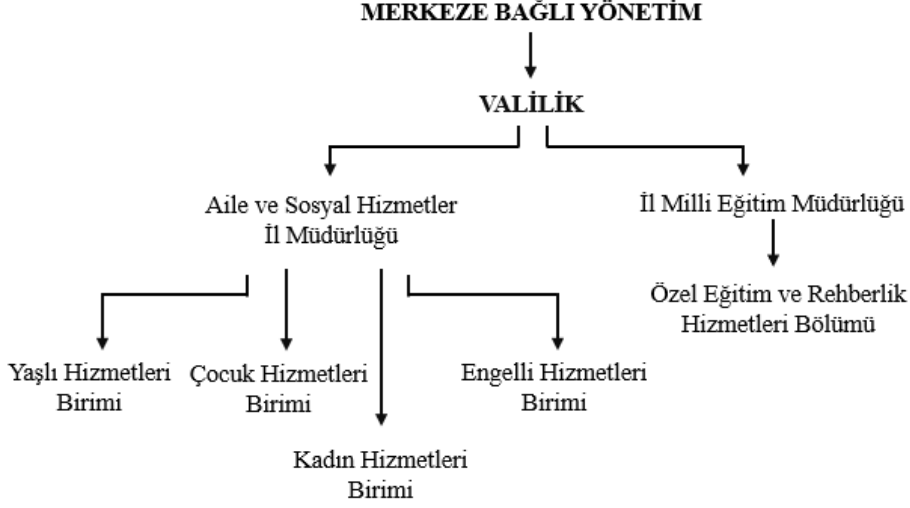 MERKEZE BAĞLI YÖNETİM
VALİLİK
Aile ve Sosyal Hizmetler
İl Müdürlüğü
İl Milli Eğitim Müdürlüğü
Özel Eğitim ve Rehberlik
Hizmetleri Bölümü
Yaşlı Hizmetleri
Birimi
Çocuk Hizmetleri
Birimi
Engelli Hizmetleri
Birimi
Kadın Hizmetleri
Birimi